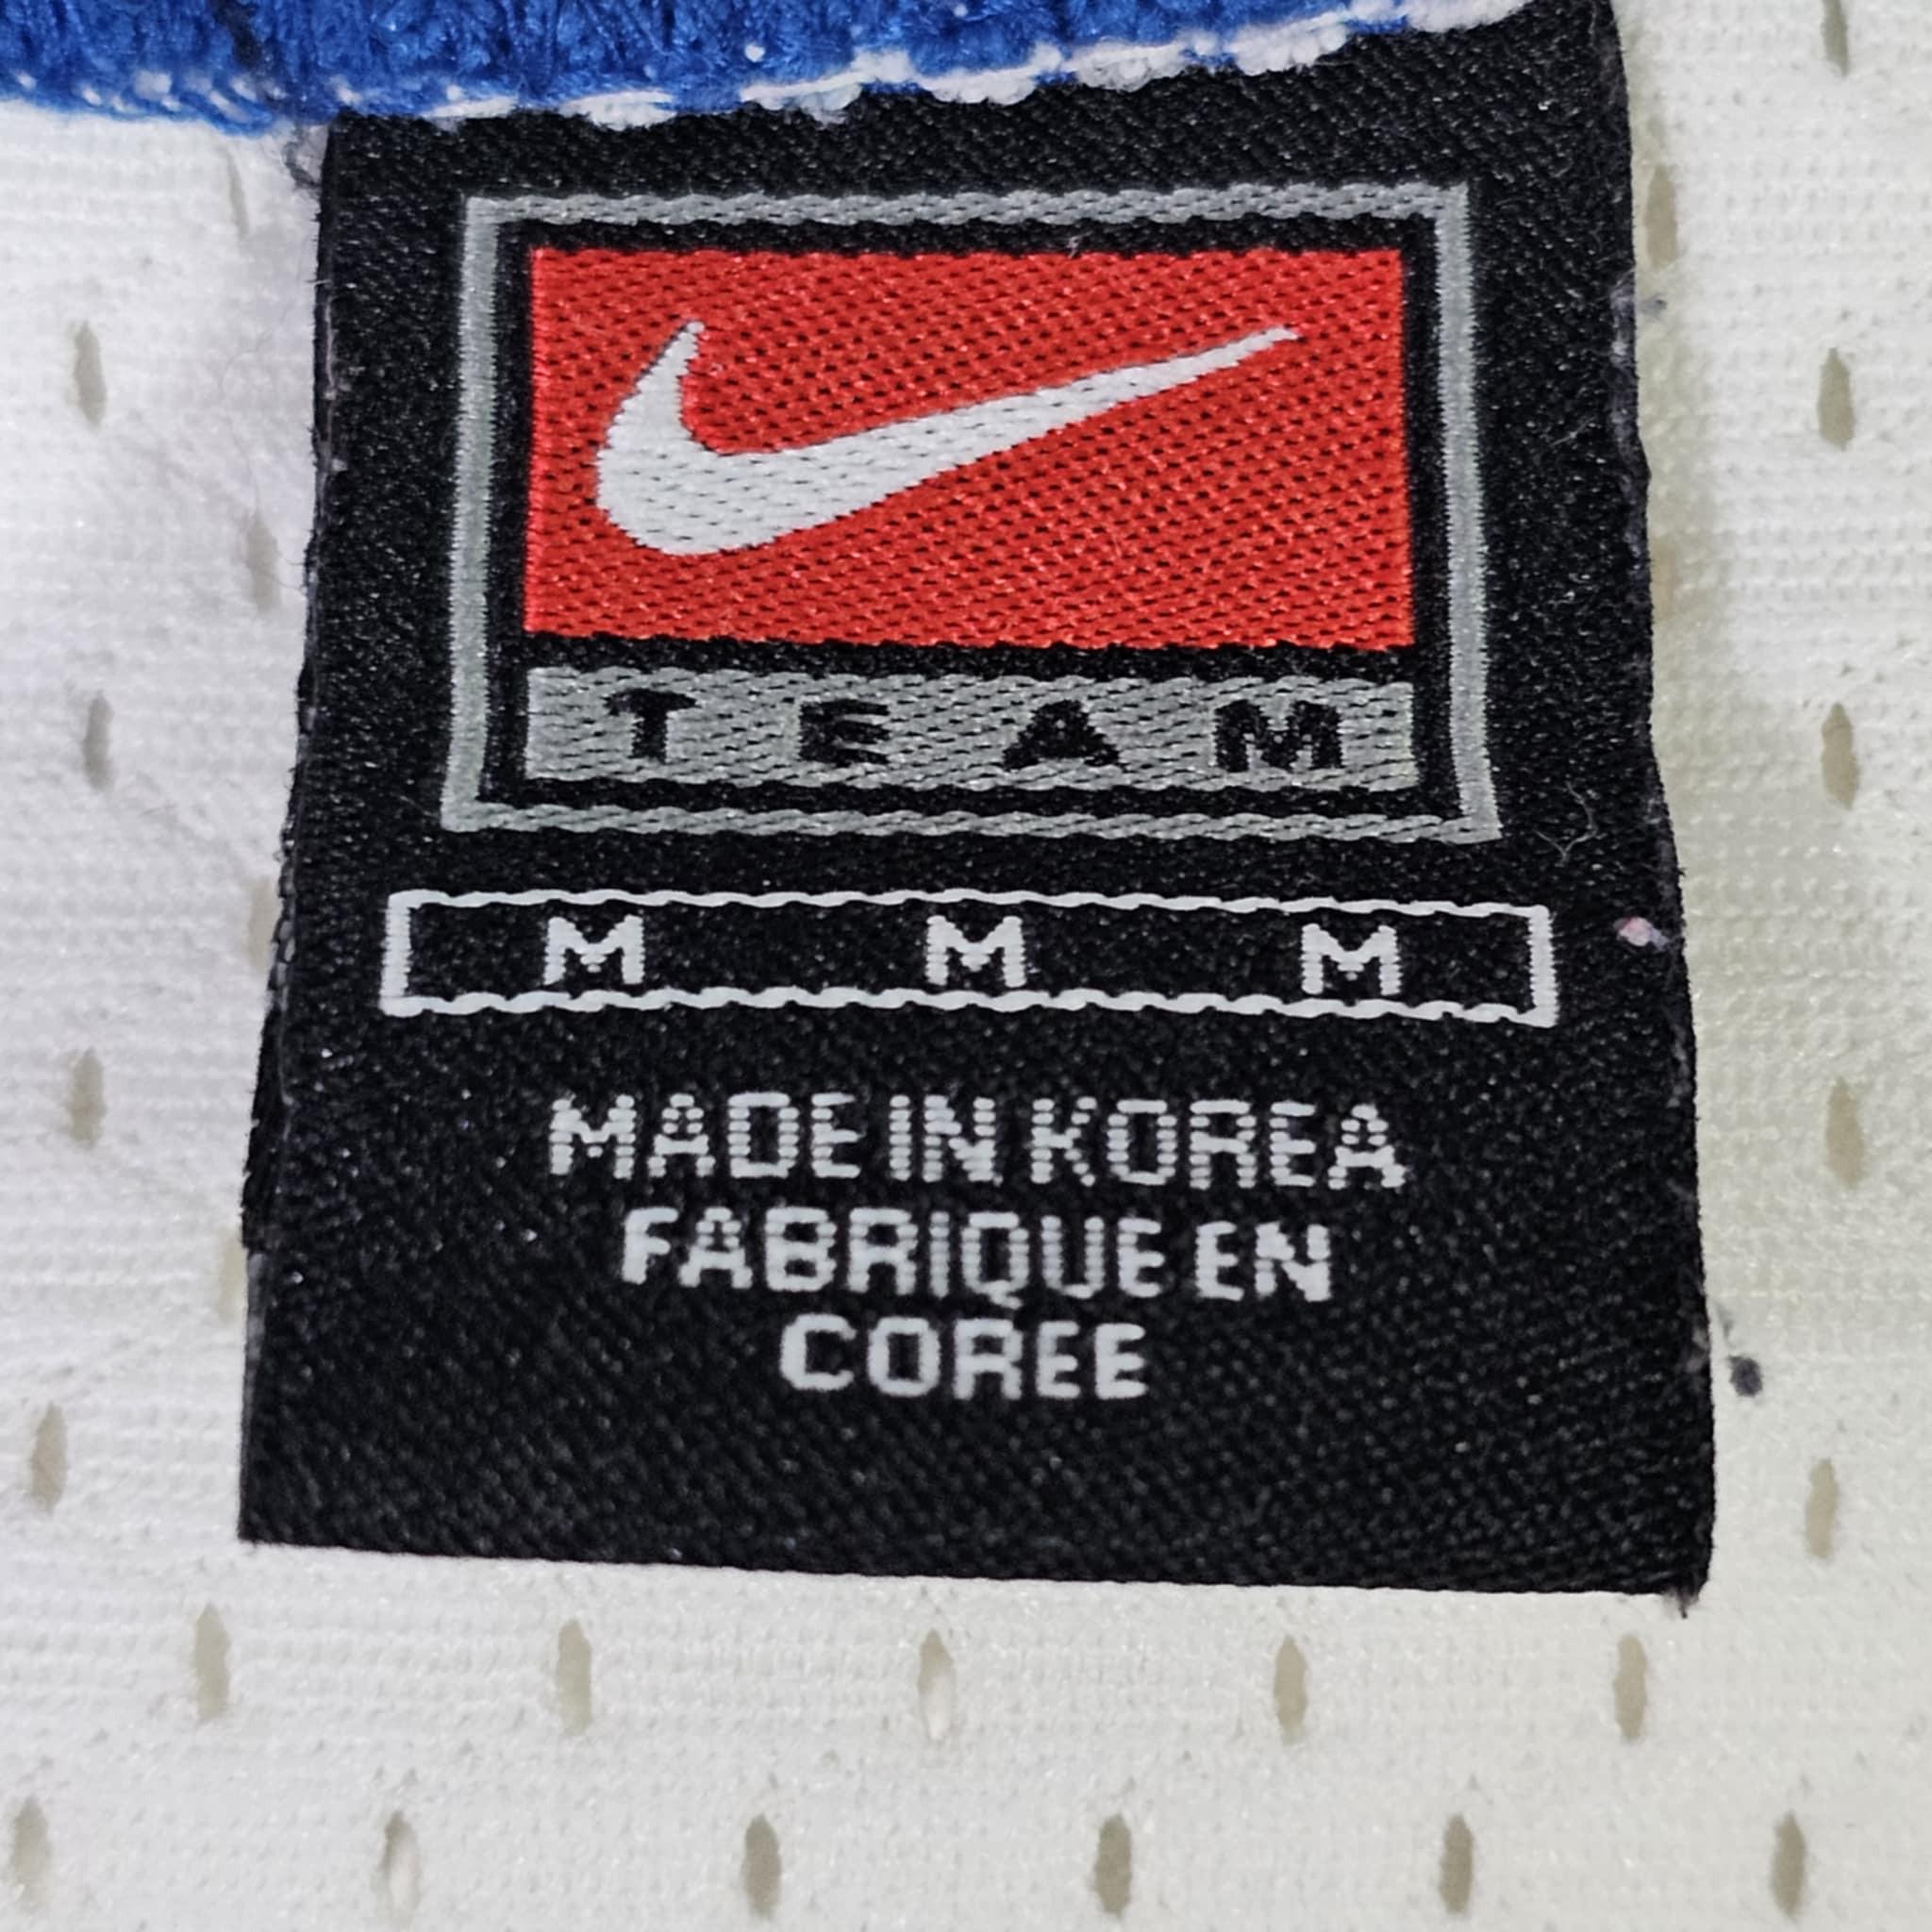 TEAM
M M M
MADE IN KOREA
FABRIQUE EN
COREE